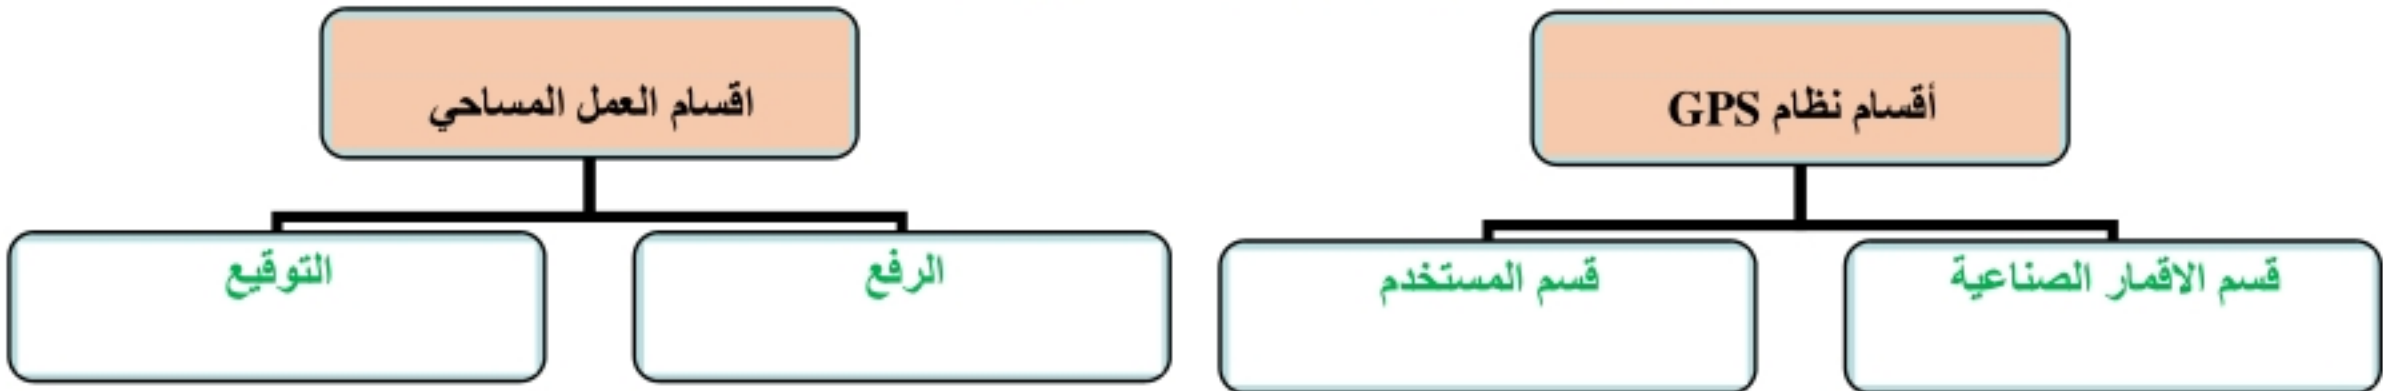 أقسام نظام GPS
قسم الاقمار الصناعية
قسم المستخدم
اقسام العمل المساحي
الرفع
التوقيع